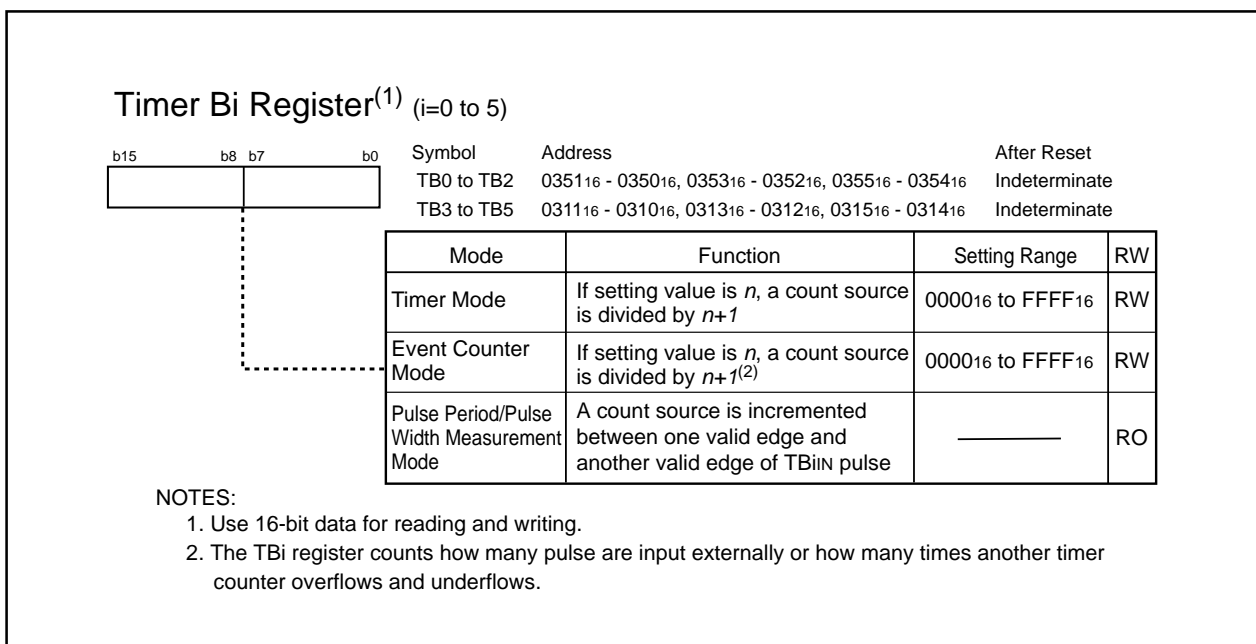 Timer Bi Register(1) (i=0 to 5)
b15 b8 b7 b0
Symbol Address After Reset
TB0 to TB2 035116 - 035016, 035316 - 035216, 035516 - 035416 Indeterminate
TB3 to TB5 031116 - 031016, 031316 - 031216, 031516 - 031416 Indeterminate
Mode Function Setting Range RW
Timer Mode
If setting value is n, a count source
is divided by n+1
000016 to FFFF16 RW
Event Counter
Mode
If setting value is n, a count source
is divided by n+1(2)
000016 to FFFF16 RW
Pulse Period/Pulse
Width Measurement
Mode
A count source is incremented
between one valid edge and
another valid edge of TBiIN pulse
RO
NOTES:
1. Use 16-bit data for reading and writing.
2. The TBi register counts how many pulse are input externally or how many times another timer
counter overflows and underflows.